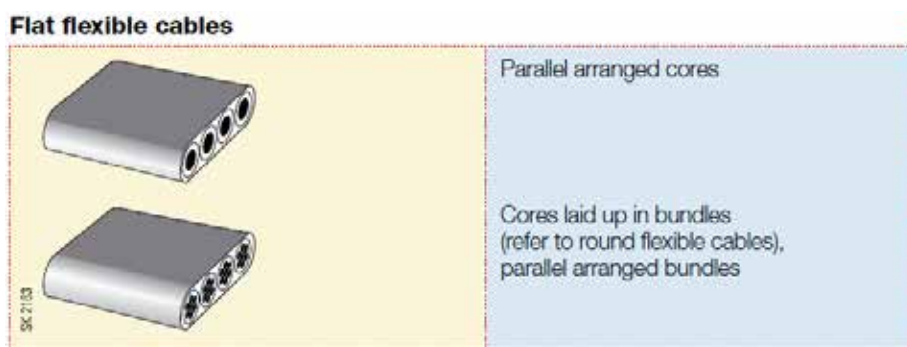 Flat flexible cables
Parallel arranged cores
Cores laid up in bundles
(refer to round flexible cables),
parallel arranged bundles
SK 2163